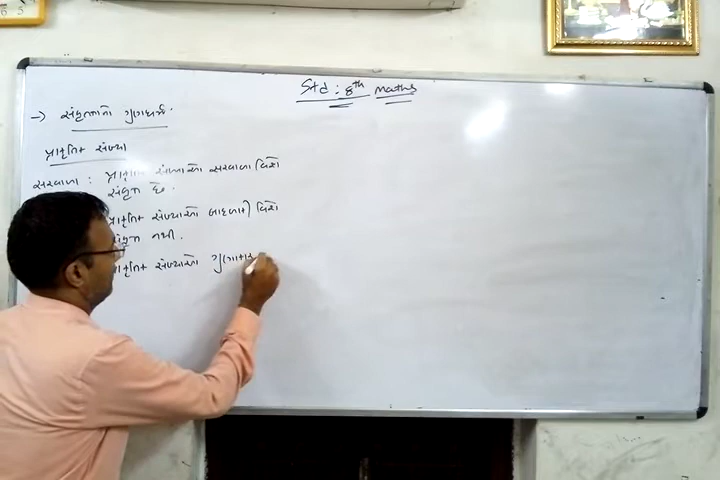 Std : 8th maths
→ સંવૃતતાનો ગુણધર્મ.
પ્રાકૃતિક સંખ્યા
સરવાળા : પ્રાકૃતિક સંખ્યાઓ સરવાળા વિશે
સંવૃત છે.
પ્રાકૃતિક સંખ્યાઓ બાદબાકી વિશે
સંવૃત નથી.
પ્રાકૃતિક સંખ્યાઓ ગુણાકાર